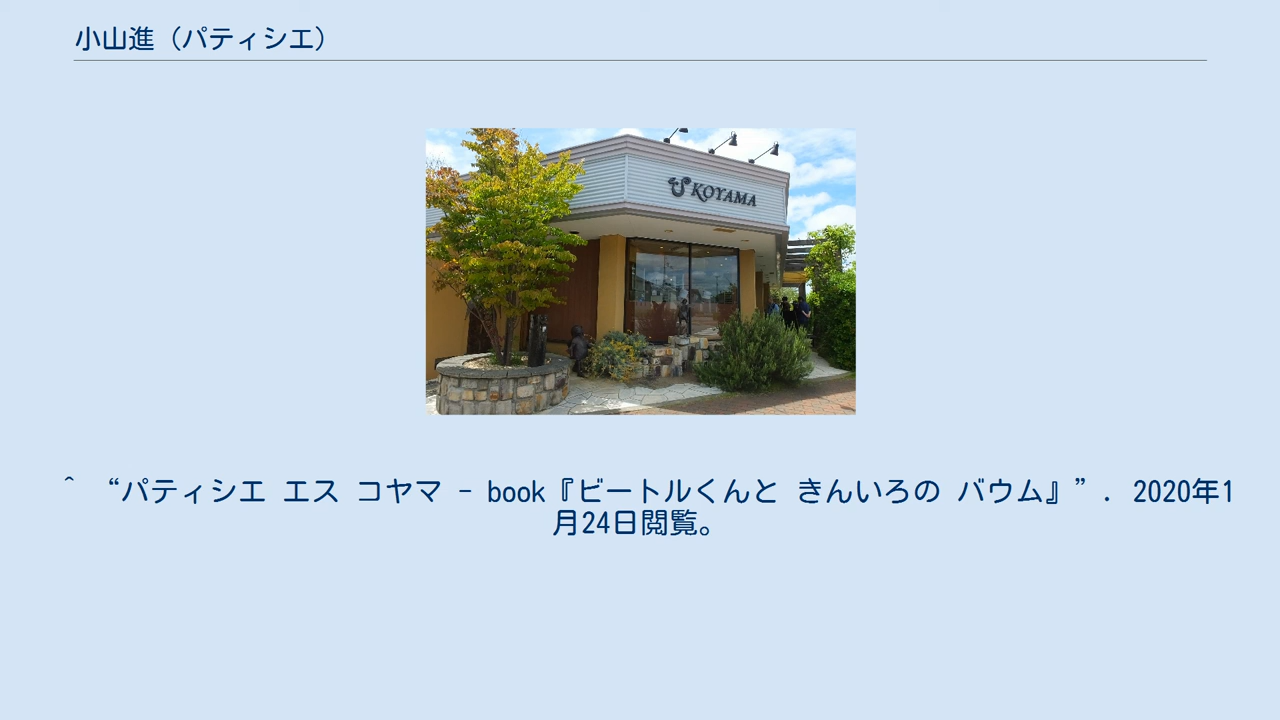 小山進（パティシエ）
KOYAMA
^ “パティシエ エス コヤマ - book『ビートルくんと きんいろの バウム』”. 2020年1
月24日閲覧。